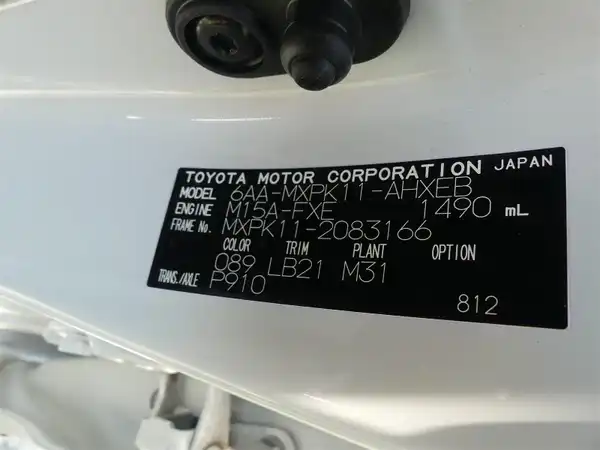 TOYOTA MOTOR CORPORATION JAPAN
MODEL 6AA-MXPK11-AHXEB
ENGINE M15A-FXE 1490 mL
FRAME No. MXPK11-2083166
COLOR TRIM PLANT OPTION
089 LB21 M31
TRANS./AXLE P910
812